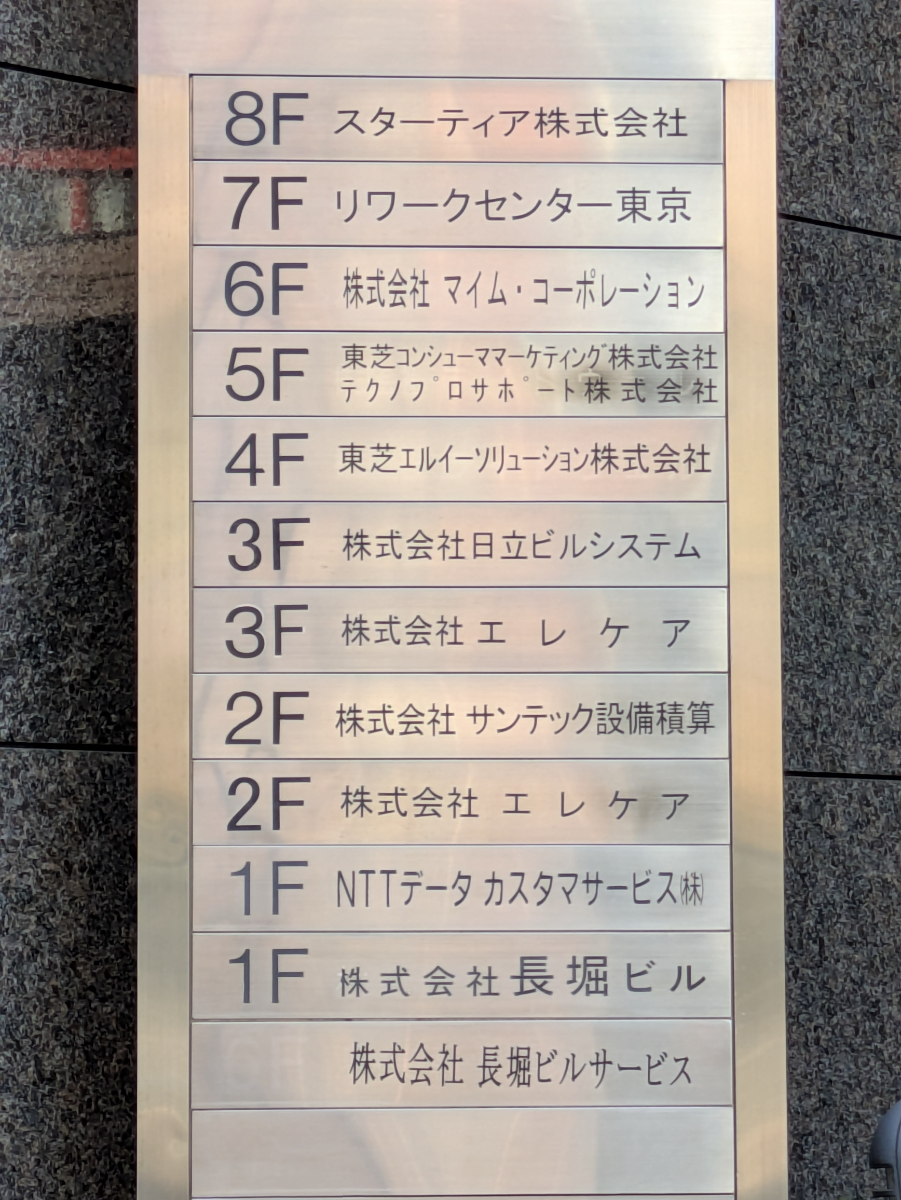 8F スターティア株式会社
7F リワークセンター東京
6F 株式会社 マイム・コーポレーション
5F 東芝コンシューママーケティング株式会社
テクノプロサポート株式会社
4F 東芝エルイーソリューション株式会社
3F 株式会社日立ビルシステム
3F 株式会社 エレケア
2F 株式会社 サンテック設備積算
2F 株式会社 エレケア
1F NTTデータ カスタマサービス㈱
1F 株式会社長堀ビル
株式会社 長堀ビルサービス